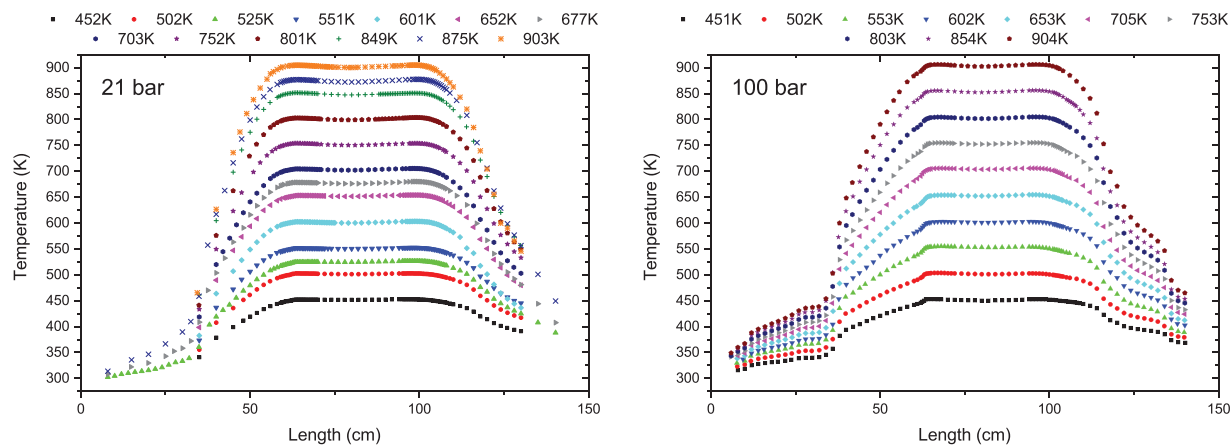 452K 502K 525K 551K 601K 652K 677K
703K 752K 801K 849K 875K 903K
21 bar
900
850
800
750
700
650
600
550
500
450
400
350
300
Temperature (K)
0 50 100 150
Length (cm)
451K 502K 553K 602K 653K 705K 753K
803K 854K 904K
100 bar
900
850
800
750
700
650
600
550
500
450
400
350
300
Temperature (K)
0 50 100 150
Length (cm)